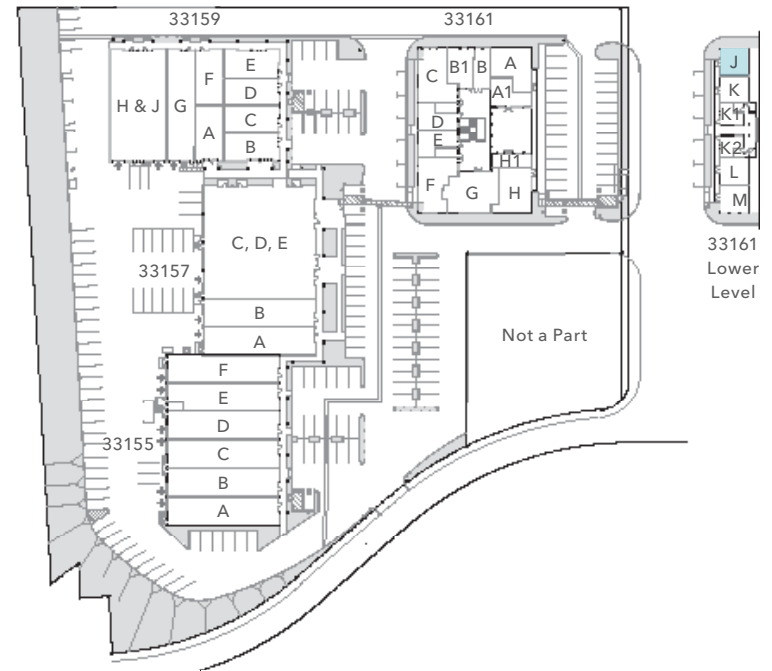 33159
33161
H & J
G
F
E
D
A
C
B
C
B1
B
A
A1
D
E
F
G
H1
H
J
K
K1
K2
L
M
33161
Lower
Level
33157
C, D, E
B
A
Not a Part
33155
F
E
D
C
B
A